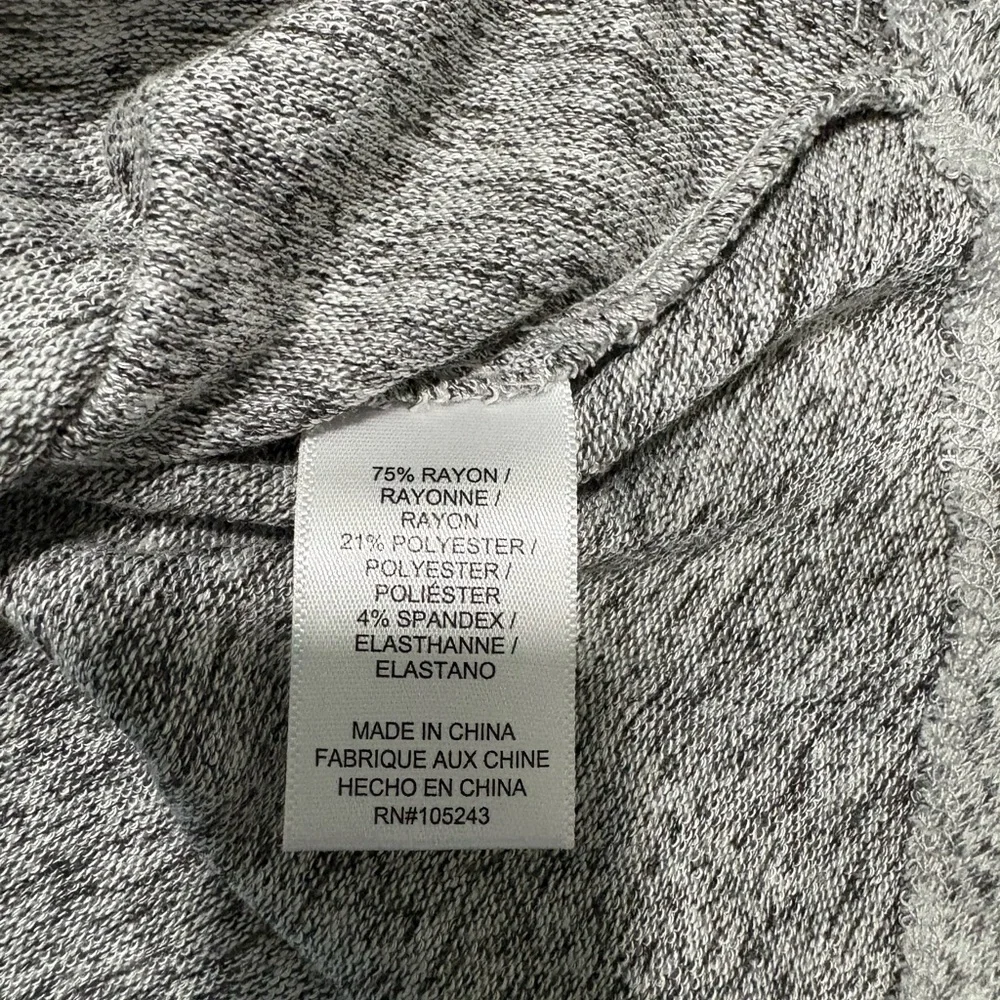 75% RAYON /
RAYONNE /
RAYON
21% POLYESTER /
POLYESTER /
POLIÉSTER
4% SPANDEX /
ELASTHANNE /
ELASTANO
MADE IN CHINA
FABRIQUE AUX CHINE
HECHO EN CHINA
RN#105243